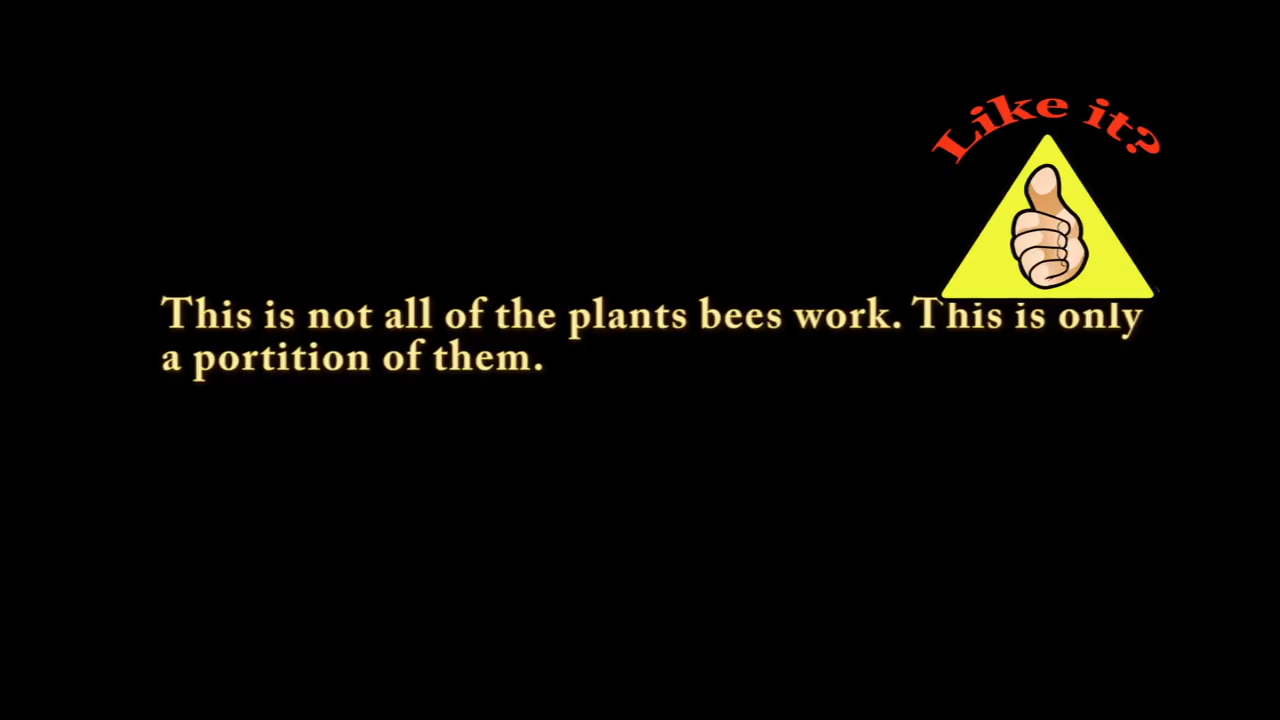 Like it?
This is not all of the plants bees work. This is only
a portition of them.